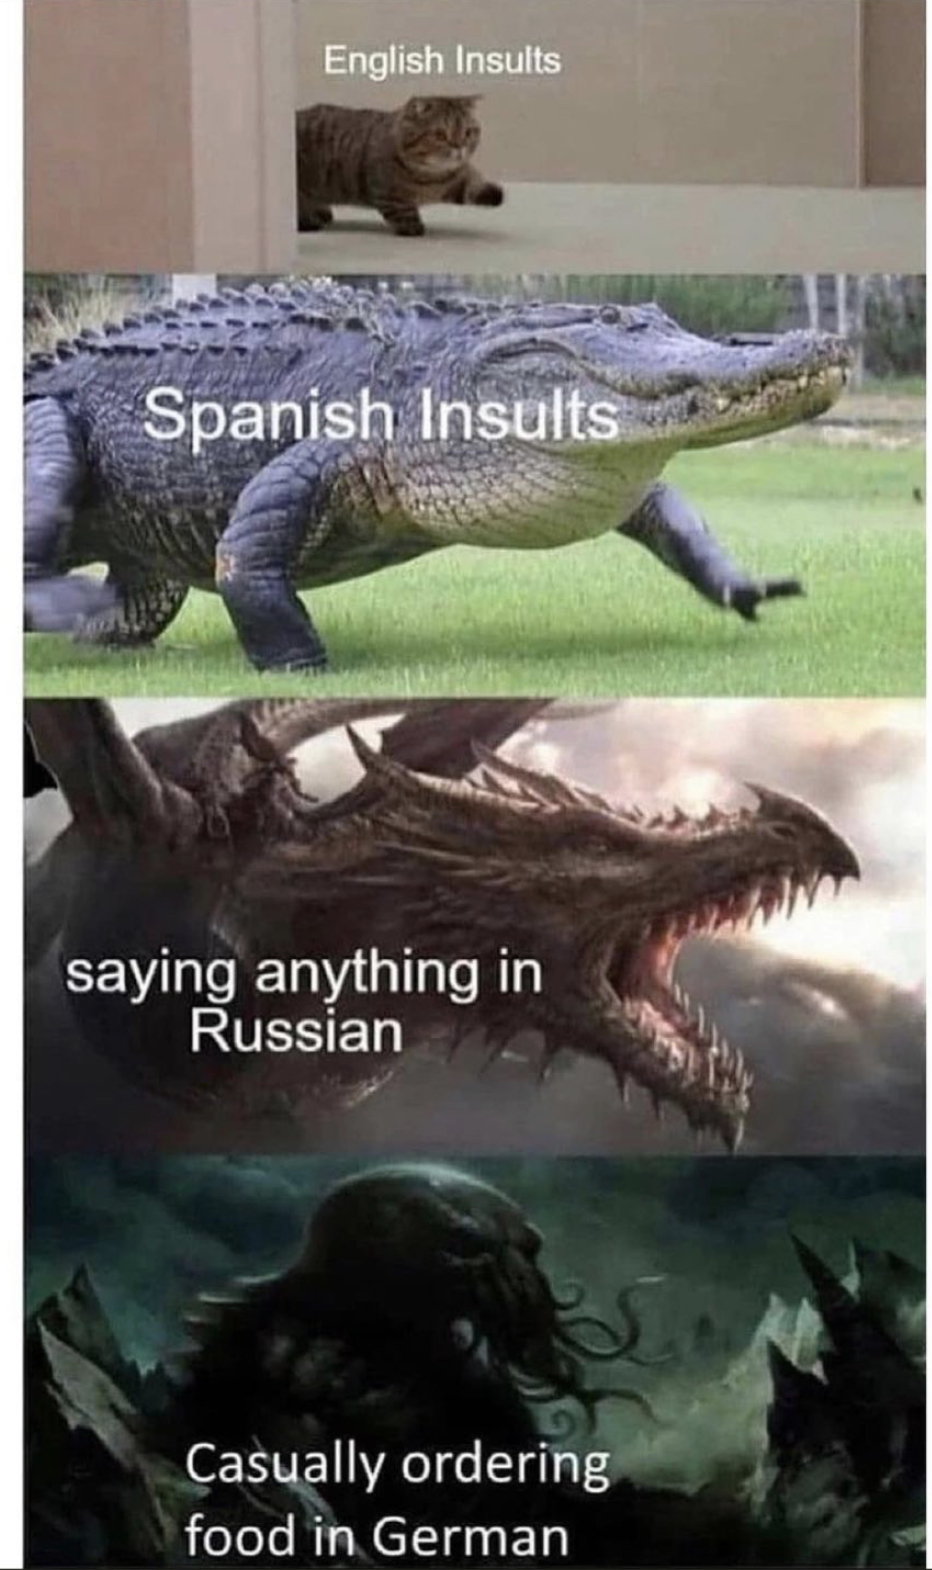 English Insults
Spanish Insults
saying anything in
Russian
Casually ordering
food in German